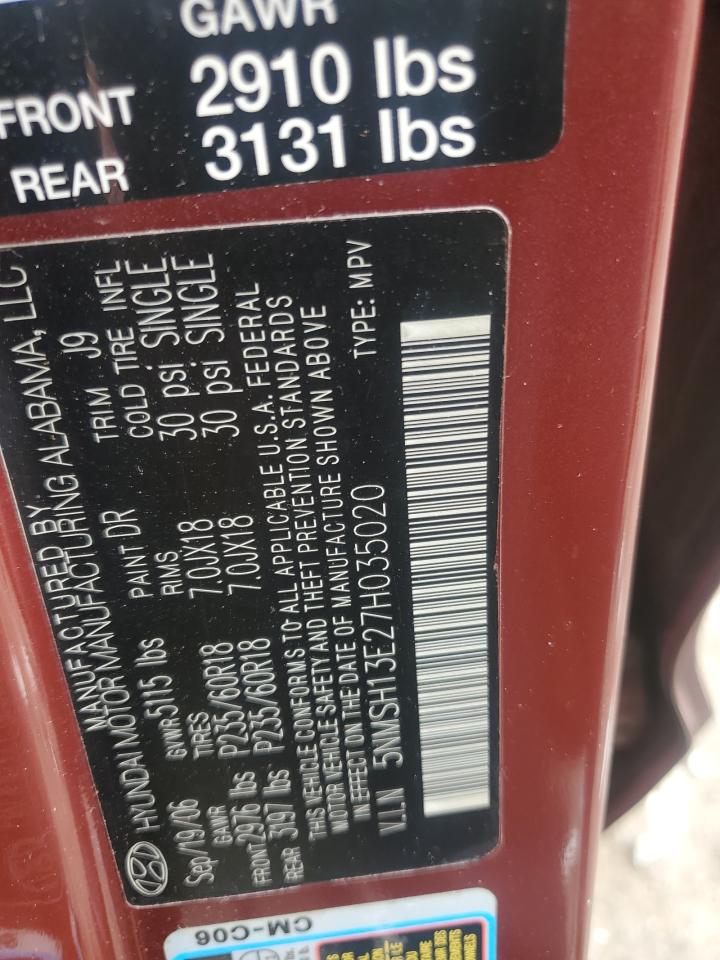 GAWR
FRONT 2910 lbs
REAR 3131 lbs
MANUFACTURED BY
HYUNDAI MOTOR MANUFACTURING ALABAMA, LLC
Sep/19/06 GVWR 5115 lbs PAINT DR TRIM J9
GAWR TIRES RIMS COLD TIRE INFL
FRONT 2976 lbs P235/60R18 7.0JX18 30 psi SINGLE
REAR 3197 lbs P235/60R18 7.0JX18 30 psi SINGLE
THIS VEHICLE CONFORMS TO ALL APPLCABLE U.S.A. FEDERAL
MOTOR VEHICLE SAFETY AND THEFT PREVENTION STANDARDS
IN EFFECT ON THE DATE OF MANUFACTURE SHOWN ABOVE
V.I.N 5NMSH13E27H035020 TYPE: MPV
CM-C06